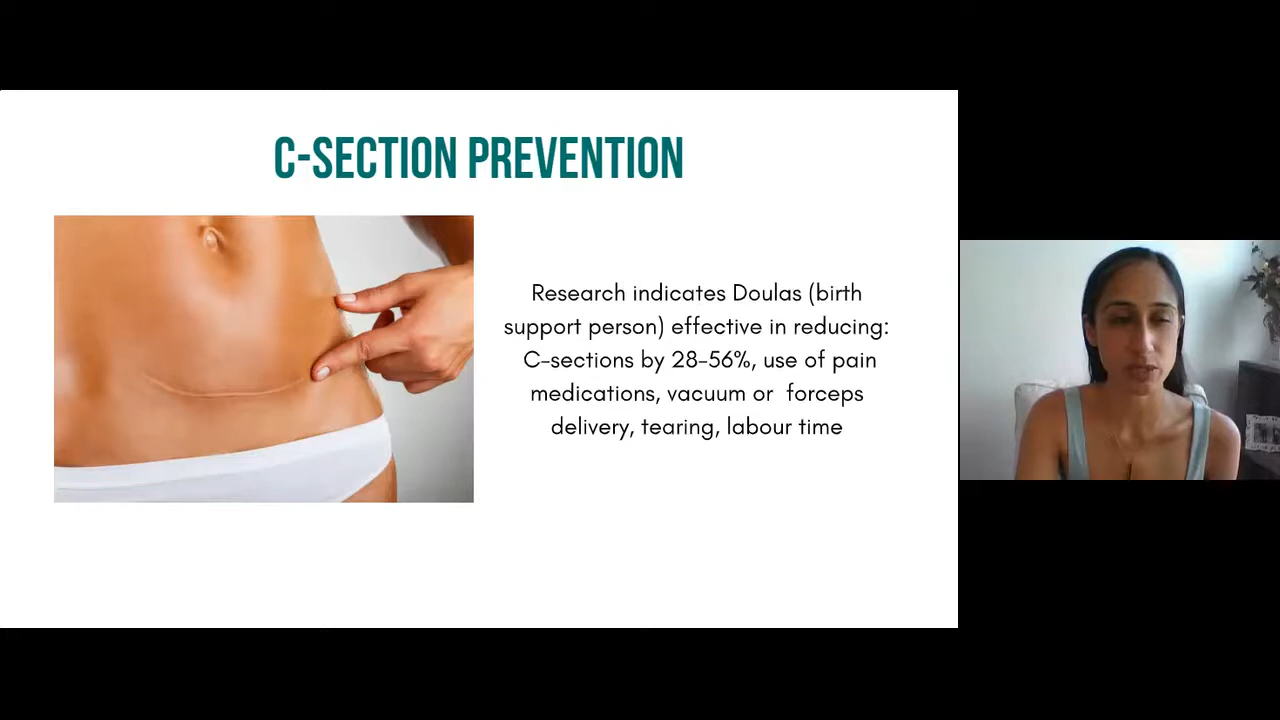 C-SECTION PREVENTION
Research indicates Doulas (birth
support person) effective in reducing:
C-sections by 28-56%, use of pain
medications, vacuum or  forceps
delivery, tearing, labour time